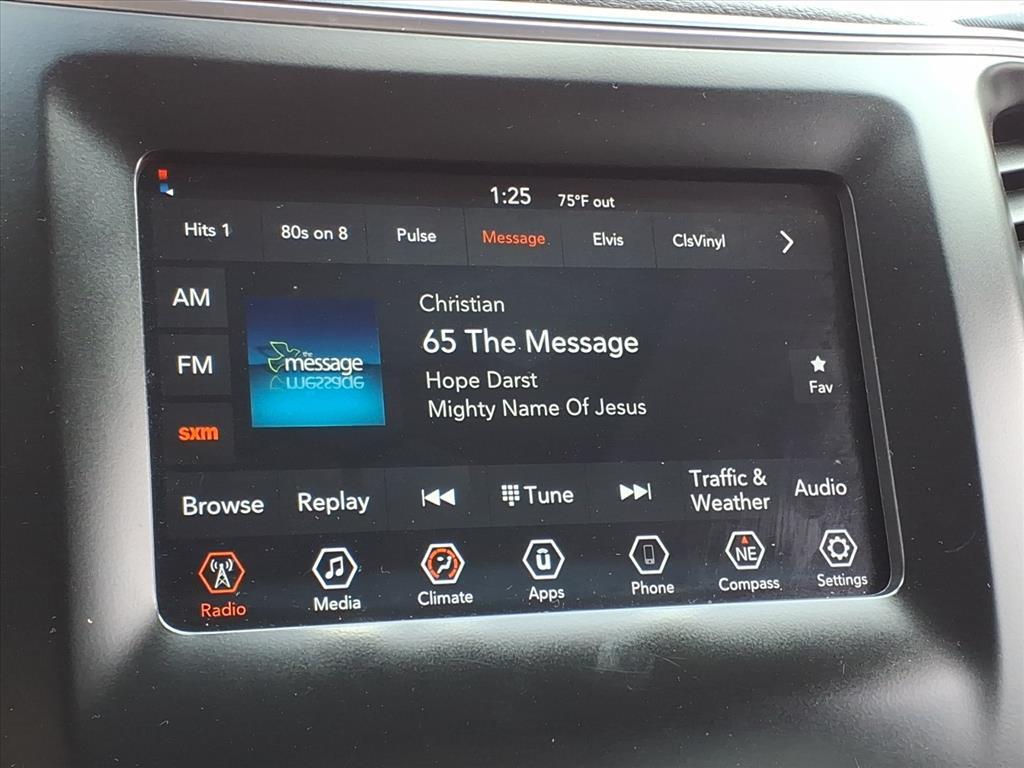 1:25 75°F out
Hits 1 80s on 8 Pulse Message Elvis ClsVinyl
AM
FM
sxm
the
message
Christian
65 The Message
Hope Darst
Mighty Name Of Jesus
Fav
Browse Replay Tune Traffic & Weather Audio
Radio Media Climate Apps Phone NE Compass Settings